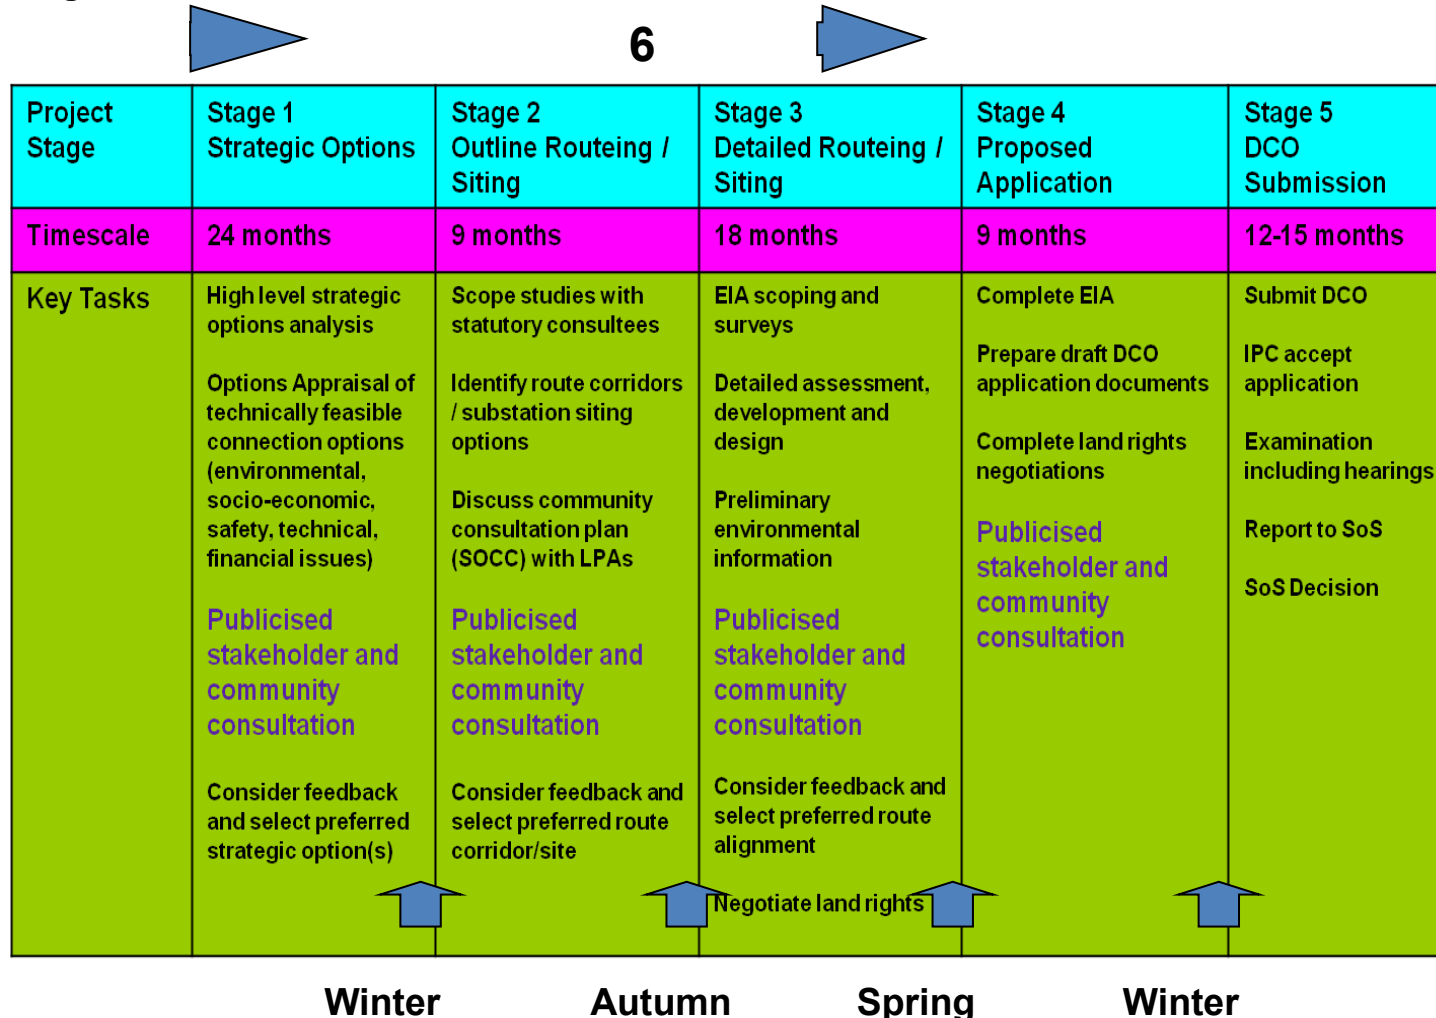 6
Project
Stage
Stage 1
Strategic Options
Stage 2
Outline Routeing /
Siting
Stage 3
Detailed Routeing /
Siting
Stage 4
Proposed
Application
Stage 5
DCO
Submission
Timescale
24 months
9 months
18 months
9 months
12-15 months
Key Tasks
High level strategic
options analysis
Options Appraisal of
technically feasible
connection options
(environmental,
socio-economic,
safety, technical,
financial issues)
Publicised
stakeholder and
community
consultation
Consider feedback
and select preferred
strategic option(s)
Scope studies with
statutory consultees
Identify route corridors
/ substation siting
options
Discuss community
consultation plan
(SOCC) with LPAs
Publicised
stakeholder and
community
consultation
Consider feedback and
select preferred route
corridor/site
EIA scoping and
surveys
Detailed assessment,
development and
design
Preliminary
environmental
information
Publicised
stakeholder and
community
consultation
Consider feedback and
select preferred route
alignment
Negotiate land rights
Complete EIA
Prepare draft DCO
application documents
Complete land rights
negotiations
Publicised
stakeholder and
community
consultation
Submit DCO
IPC accept
application
Examination
including hearings
Report to SoS
SoS Decision
Winter
Autumn
Spring
Winter